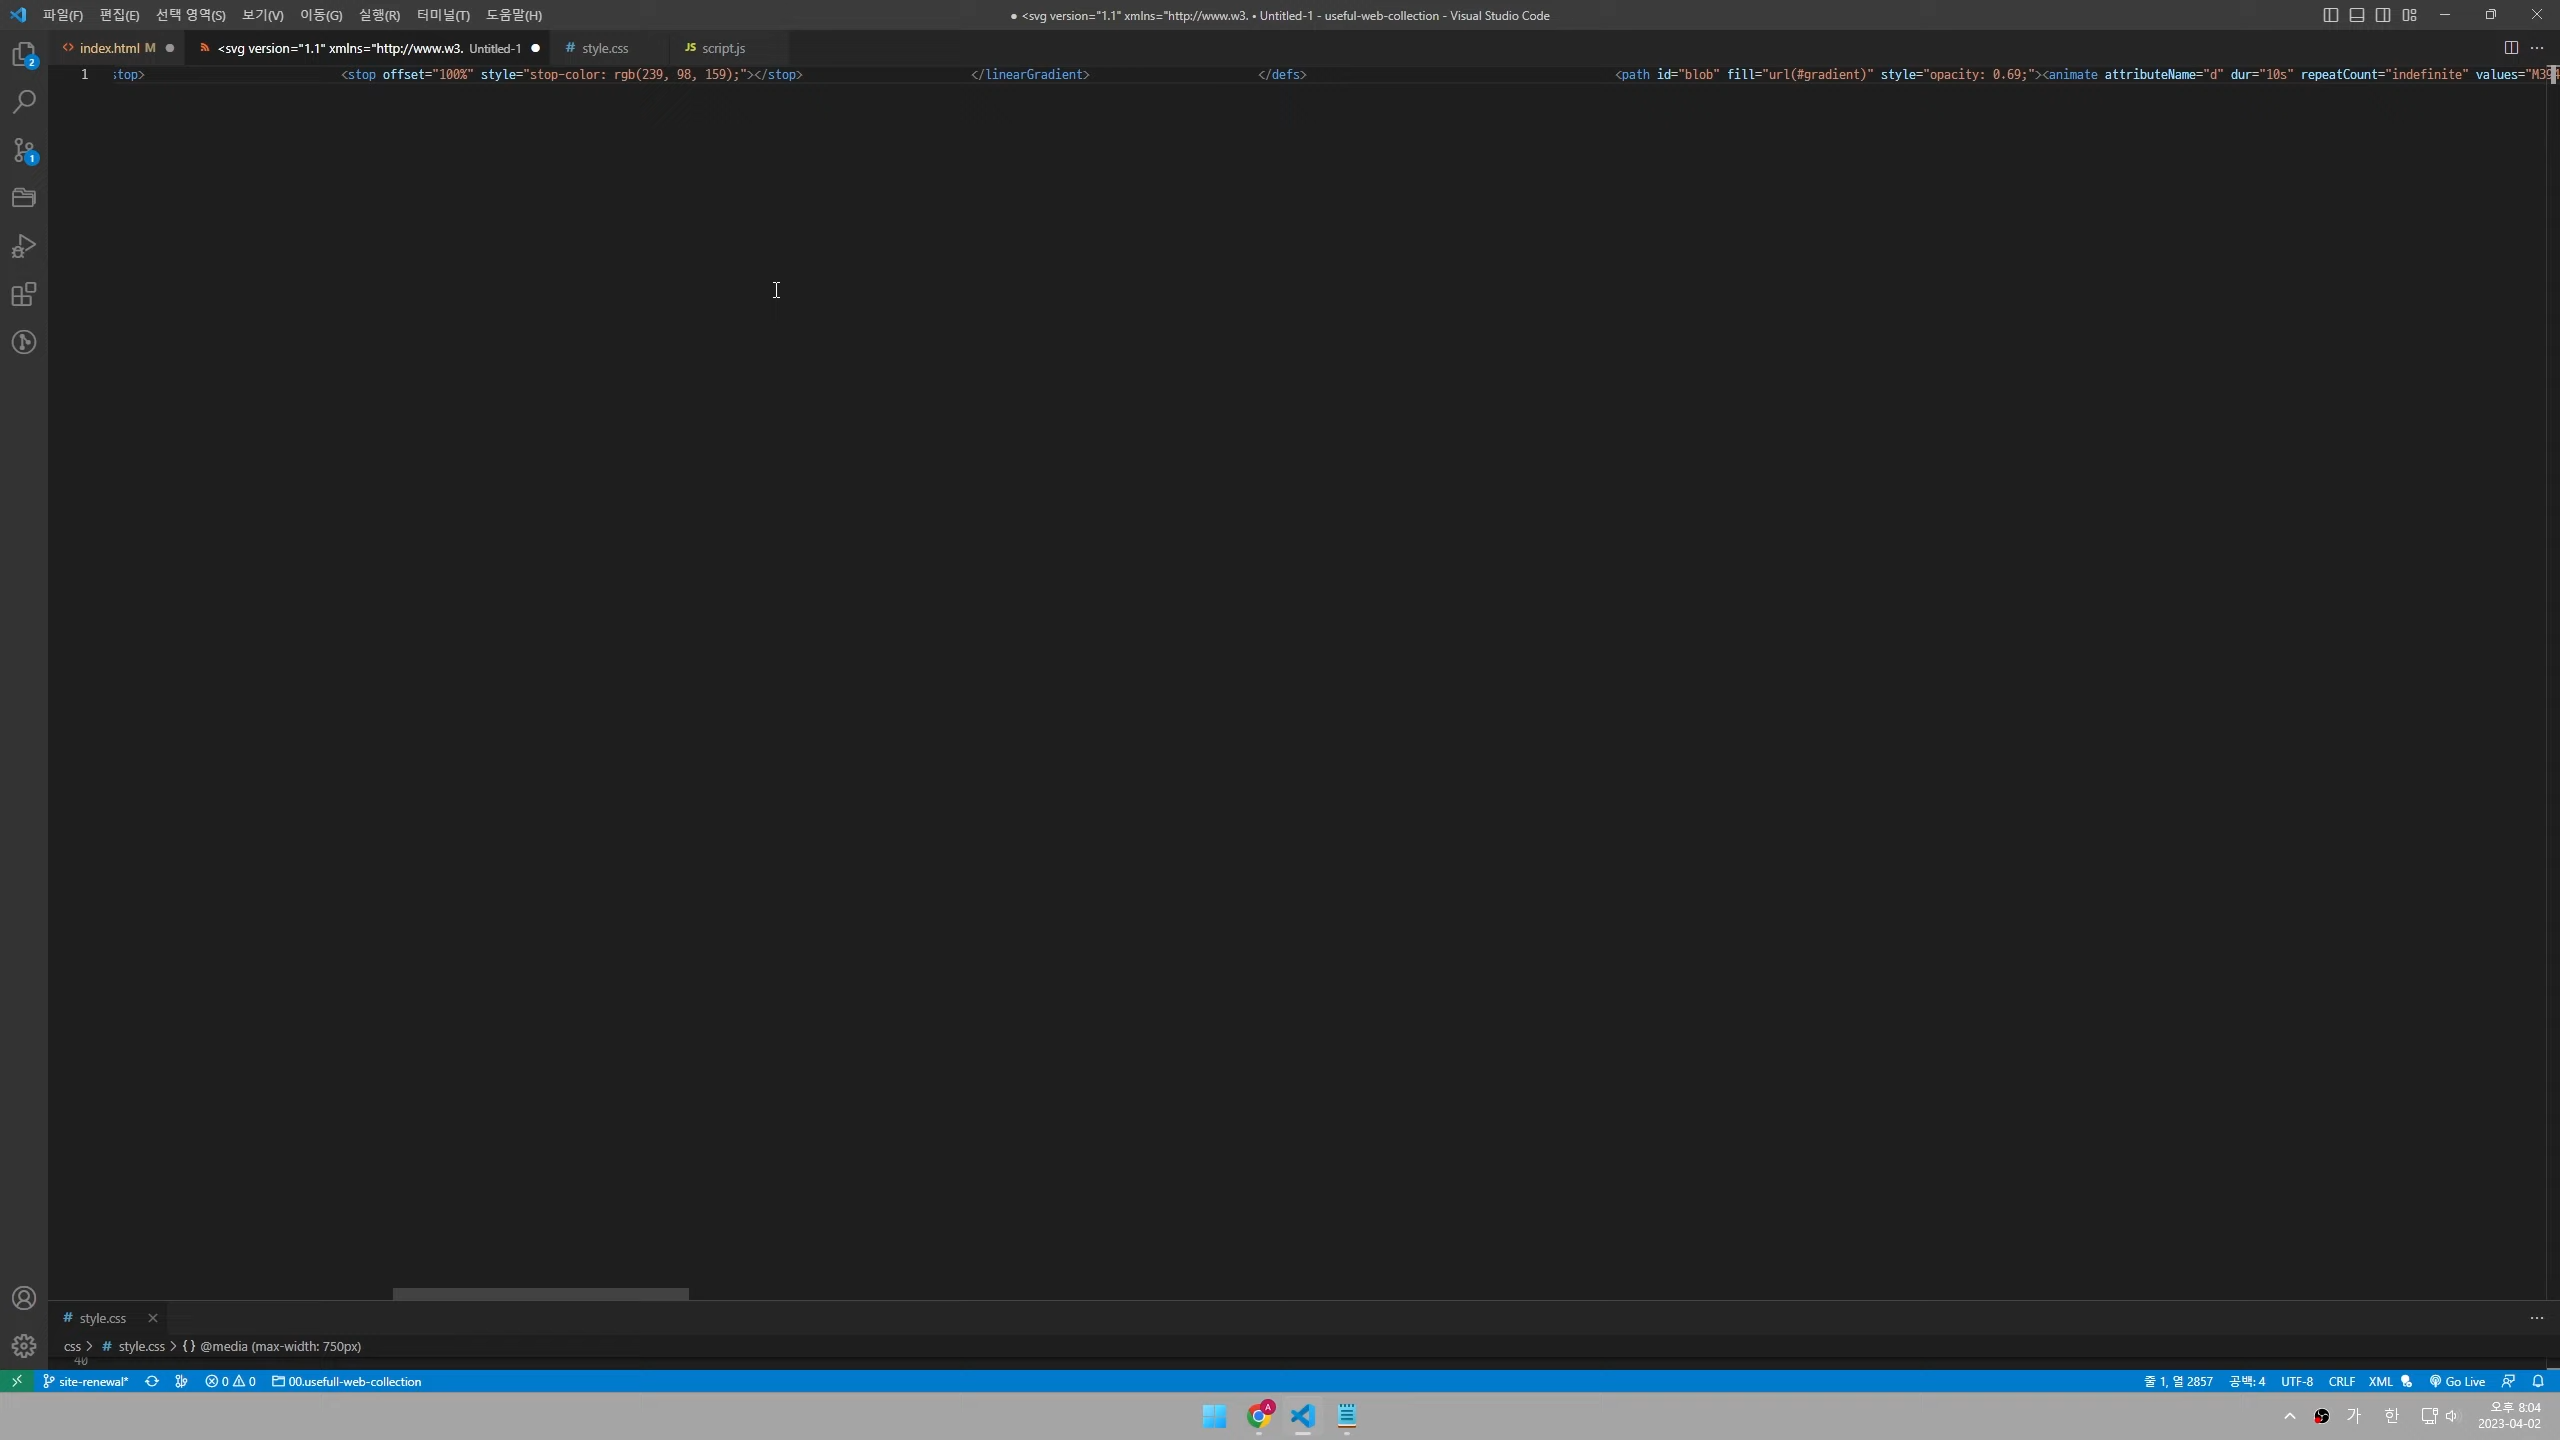 파일(F) 편집(E) 선택 영역(S) 보기(V) 이동(G) 실행(R) 터미널(T) 도움말(H) ● <svg version="1.1" xmlns="http://www.w3. • Untitled-1 - useful-web-collection - Visual Studio Code
index.html M ● <svg version="1.1" xmlns="http://www.w3. Untitled-1 ● # style.css JS script.js
2
1 stop> <stop offset="100%" style="stop-color: rgb(239, 98, 159);"></stop> </linearGradient> </defs> <path id="blob" fill="url(#gradient)" style="opacity: 0.69;"><animate attributeName="d" dur="10s" repeatCount="indefinite" values="M394
1
# style.css
css > # style.css > {} @media (max-width: 750px)
40
site-renewal* 0 0 00.usefull-web-collection 줄 1, 열 2857 공백: 4 UTF-8 CRLF XML Go Live
A 가 한 오후 8:04
2023-04-02